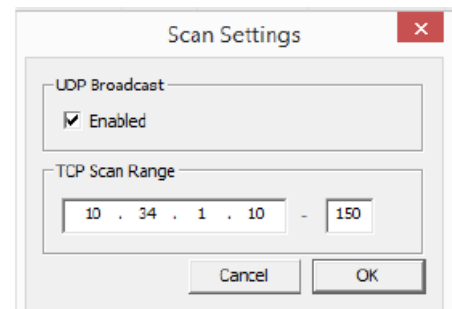 Scan Settings
UDP Broadcast
Enabled
TCP Scan Range
10 . 34 . 1 . 10 - 150
Cancel OK